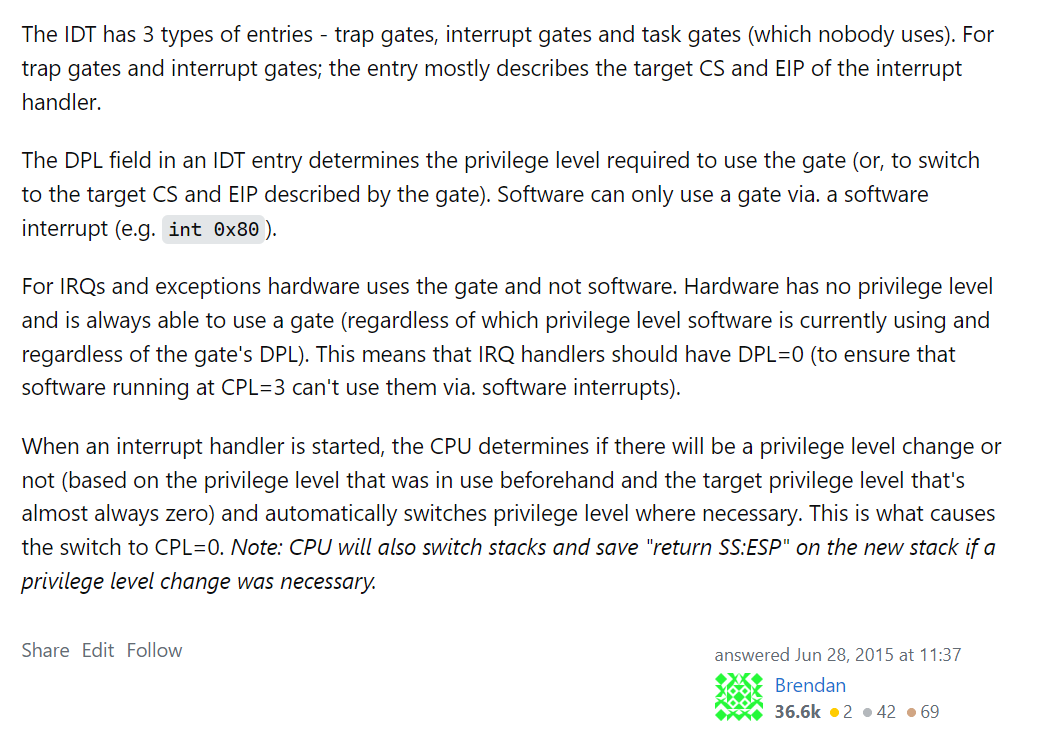 The IDT has 3 types of entries - trap gates, interrupt gates and task gates (which nobody uses). For
trap gates and interrupt gates; the entry mostly describes the target CS and EIP of the interrupt
handler.
The DPL field in an IDT entry determines the privilege level required to use the gate (or, to switch
to the target CS and EIP described by the gate). Software can only use a gate via. a software
interrupt (e.g. int 0x80).
For IRQs and exceptions hardware uses the gate and not software. Hardware has no privilege level
and is always able to use a gate (regardless of which privilege level software is currently using and
regardless of the gate's DPL). This means that IRQ handlers should have DPL=0 (to ensure that
software running at CPL=3 can't use them via. software interrupts).
When an interrupt handler is started, the CPU determines if there will be a privilege level change or
not (based on the privilege level that was in use beforehand and the target privilege level that's
almost always zero) and automatically switches privilege level where necessary. This is what causes
the switch to CPL=0. Note: CPU will also switch stacks and save "return SS:ESP" on the new stack if a
privilege level change was necessary.
Share Edit Follow
answered Jun 28, 2015 at 11:37
Brendan
36.6k 2 42 69